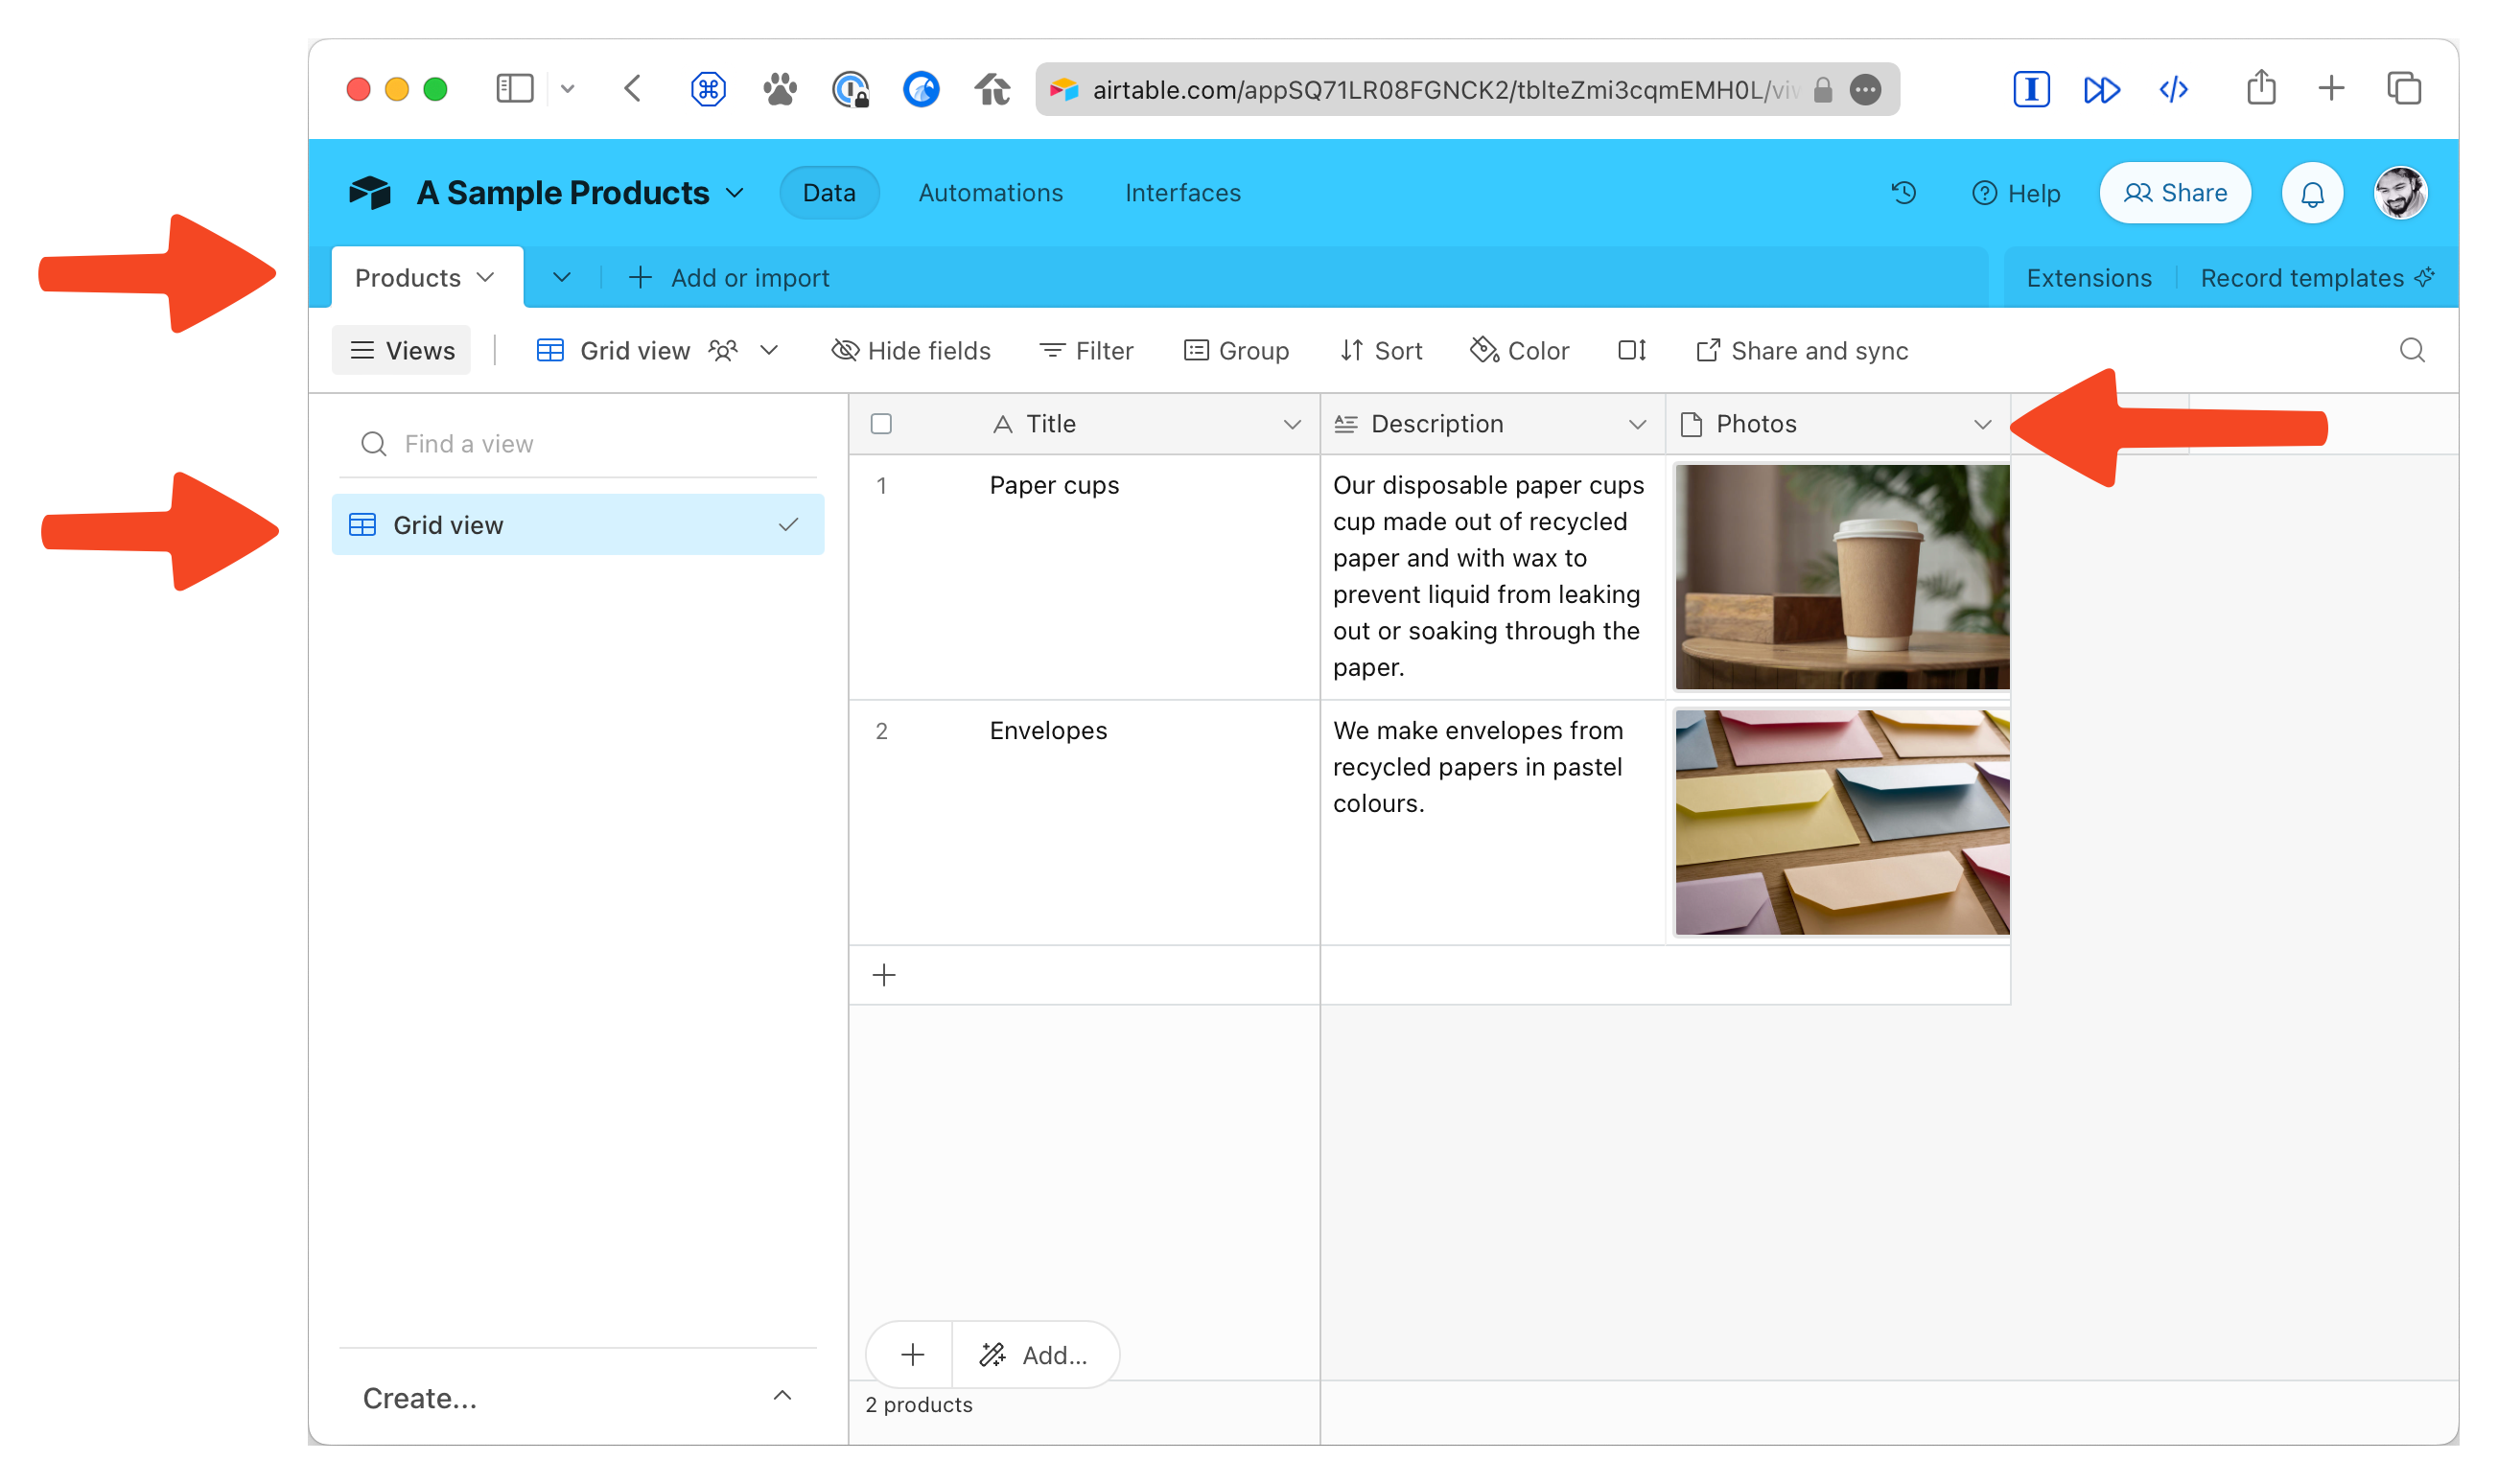 airtable.com/appSQ71LR08FGNCK2/tblteZmi3cqmEMH0L/viw
A Sample Products
Data
Automations
Interfaces
Help
Share
Products
Add or import
Extensions
Record templates
Views
Grid view
Hide fields
Filter
Group
Sort
Color
Share and sync
Find a view
Grid view
Title
Description
Photos
1
Paper cups
Our disposable paper cups
cup made out of recycled
paper and with wax to
prevent liquid from leaking
out or soaking through the
paper.
2
Envelopes
We make envelopes from
recycled papers in pastel
colours.
Add...
Create...
2 products